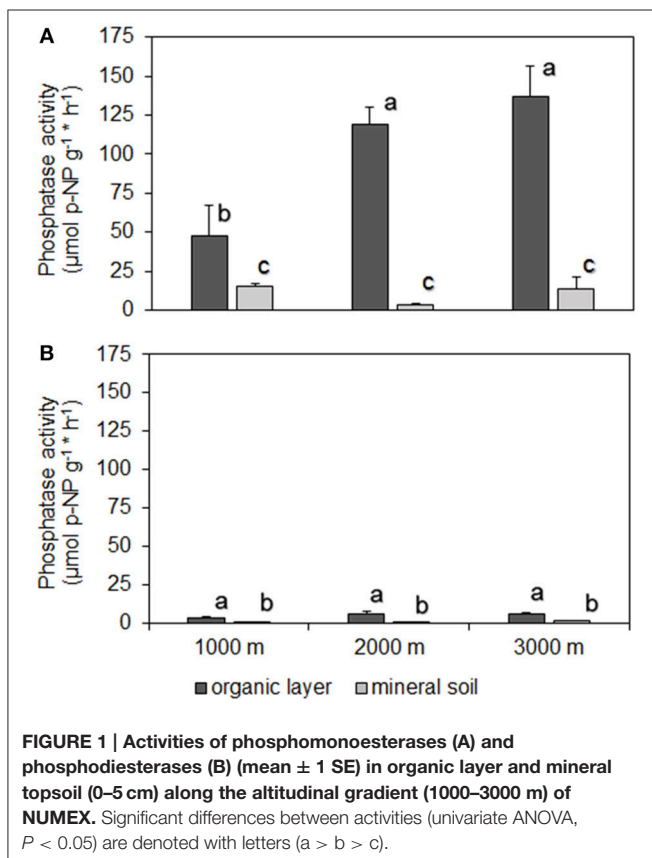 A
Phosphatase activity
(µmol p-NP g⁻¹ * h⁻¹)
175
150
125
100
75
50
25
0
b
c
a
c
a
c
B
Phosphatase activity
(µmol p-NP g⁻¹ * h⁻¹)
175
150
125
100
75
50
25
0
a
b
a
b
a
b
1000 m
2000 m
3000 m
organic layer
mineral soil
FIGURE 1 | Activities of phosphomonoesterases (A) and
phosphodiesterases (B) (mean ± 1 SE) in organic layer and mineral
topsoil (0–5 cm) along the altitudinal gradient (1000–3000 m) of
NUMEX. Significant differences between activities (univariate ANOVA,
P < 0.05) are denoted with letters (a > b > c).